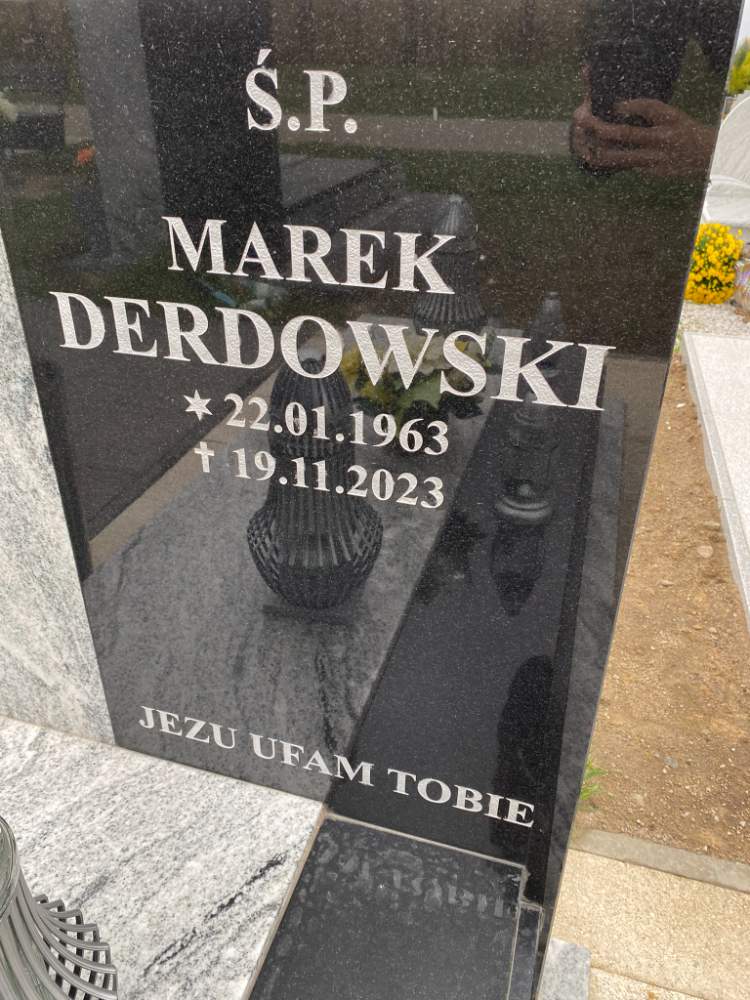 Ś.P.
MAREK
DERDOWSKI
* 22.01.1963
† 19.11.2023
JEZU UFAM TOBIE